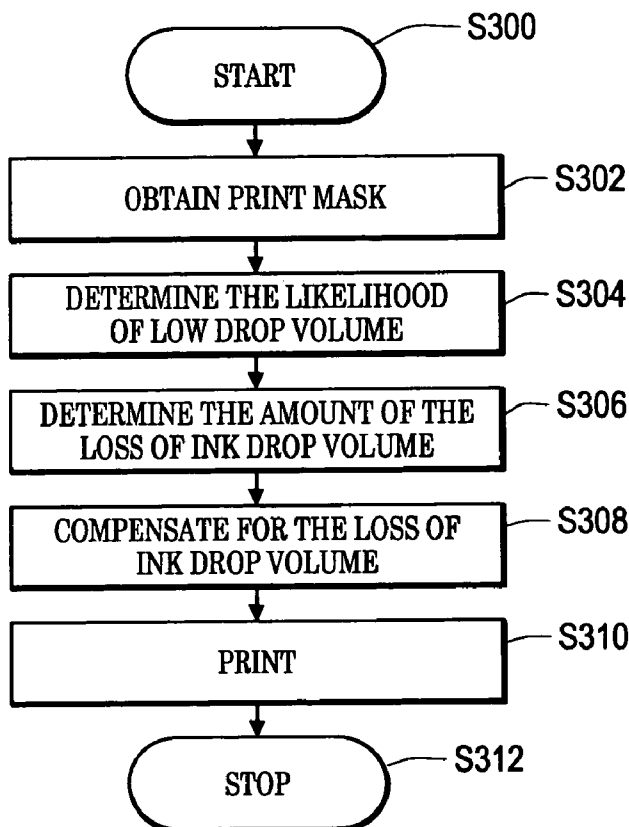 S300
START
S302
OBTAIN PRINT MASK
S304
DETERMINE THE LIKELIHOOD
OF LOW DROP VOLUME
S306
DETERMINE THE AMOUNT OF THE
LOSS OF INK DROP VOLUME
S308
COMPENSATE FOR THE LOSS OF
INK DROP VOLUME
S310
PRINT
S312
STOP